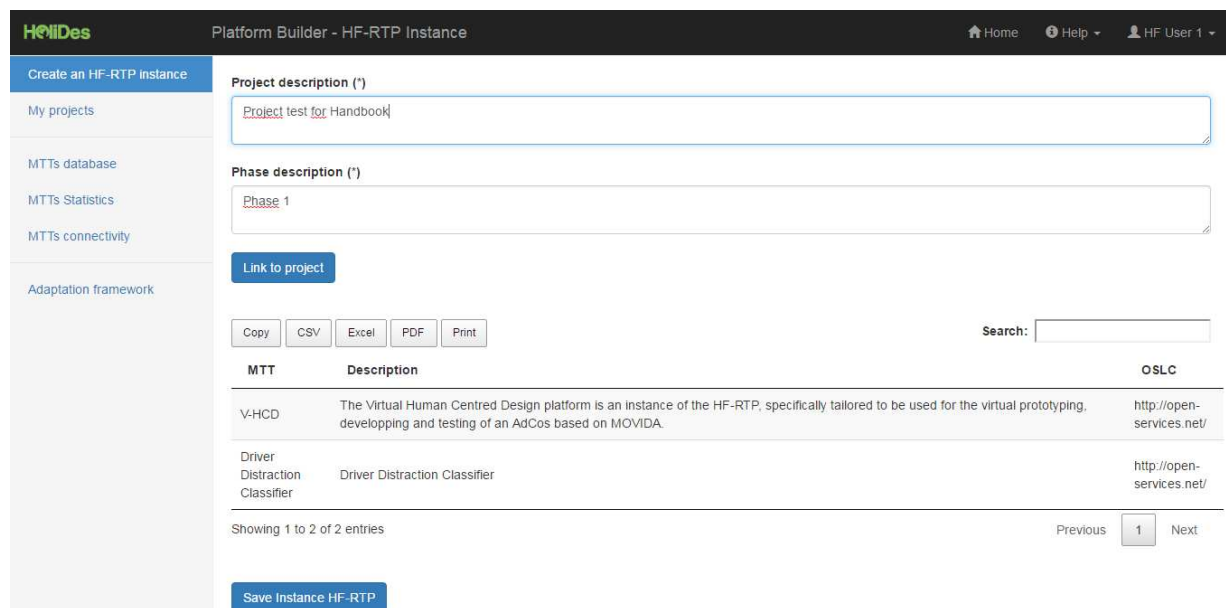 HoliDes Platform Builder - HF-RTP Instance Home Help HF User 1
Create an HF-RTP instance
My projects
MTTs database
MTTs Statistics
MTTs connectivity
Adaptation framework
Project description (*)
Project test for Handbook
Phase description (*)
Phase 1
Link to project
Copy CSV Excel PDF Print Search:
MTT Description OSLC
V-HCD
The Virtual Human Centred Design platform is an instance of the HF-RTP, specifically tailored to be used for the virtual prototyping,
developping and testing of an AdCos based on MOVIDA.
http://open-
services.net/
Driver
Distraction
Classifier
Driver Distraction Classifier
http://open-
services.net/
Showing 1 to 2 of 2 entries Previous 1 Next
Save Instance HF-RTP